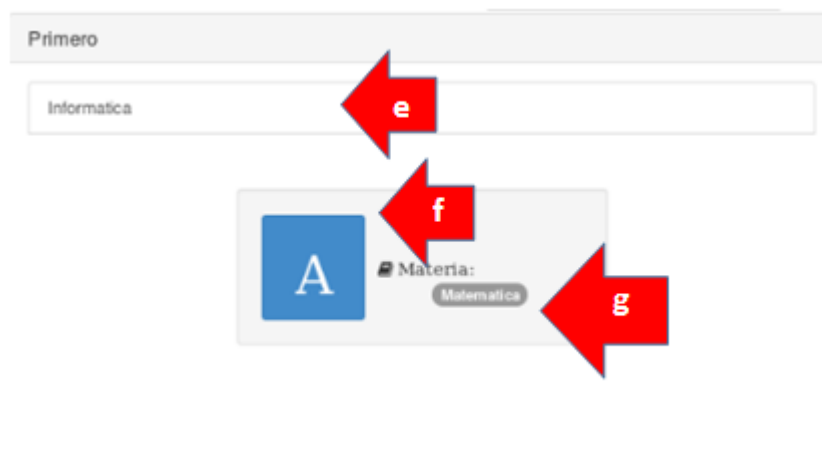 Primero
Informatica
e
f
A
Materia:
Matematica
g